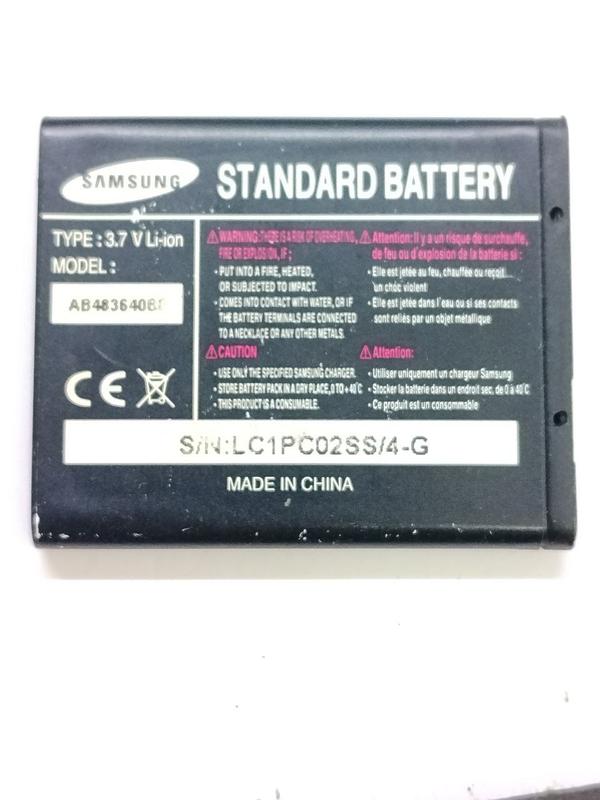 SAMSUNG
STANDARD BATTERY
TYPE : 3.7 V Li-ion
MODEL :
AB483640B
CE
⚠WARNING: THERE IS A RISK OF OVERHEATING,
FIRE OR EXPLOSION, IF ;
• PUT INTO A FIRE, HEATED,
OR SUBJECTED TO IMPACT.
• COMES INTO CONTACT WITH WATER, OR IF
THE BATTERY TERMINALS ARE CONNECTED
TO A NECKLACE OR ANY OTHER METALS.
⚠CAUTION
• USE ONLY THE SPECIFIED SAMSUNG CHARGER.
• STORE BATTERY PACK IN A DRY PLACE, 0 TO +40°C
• THIS PRODUCT IS A CONSUMABLE.
⚠Attention: Il y a un risque de surchauffe,
de feu ou d'explosion de la batterie si :
• Elle est jetée au feu, chauffée ou reçoit
un choc violent
• Elle est jetée dans l'eau ou si ses contacts
sont reliés par un objet métallique
⚠Attention:
• Utiliser uniquement un chargeur Samsung
• Stocker la batterie dans un endroit sec, de 0 à 40°C
• Ce produit est un consommable
S/N:LC1PC02SS/4-G
MADE IN CHINA